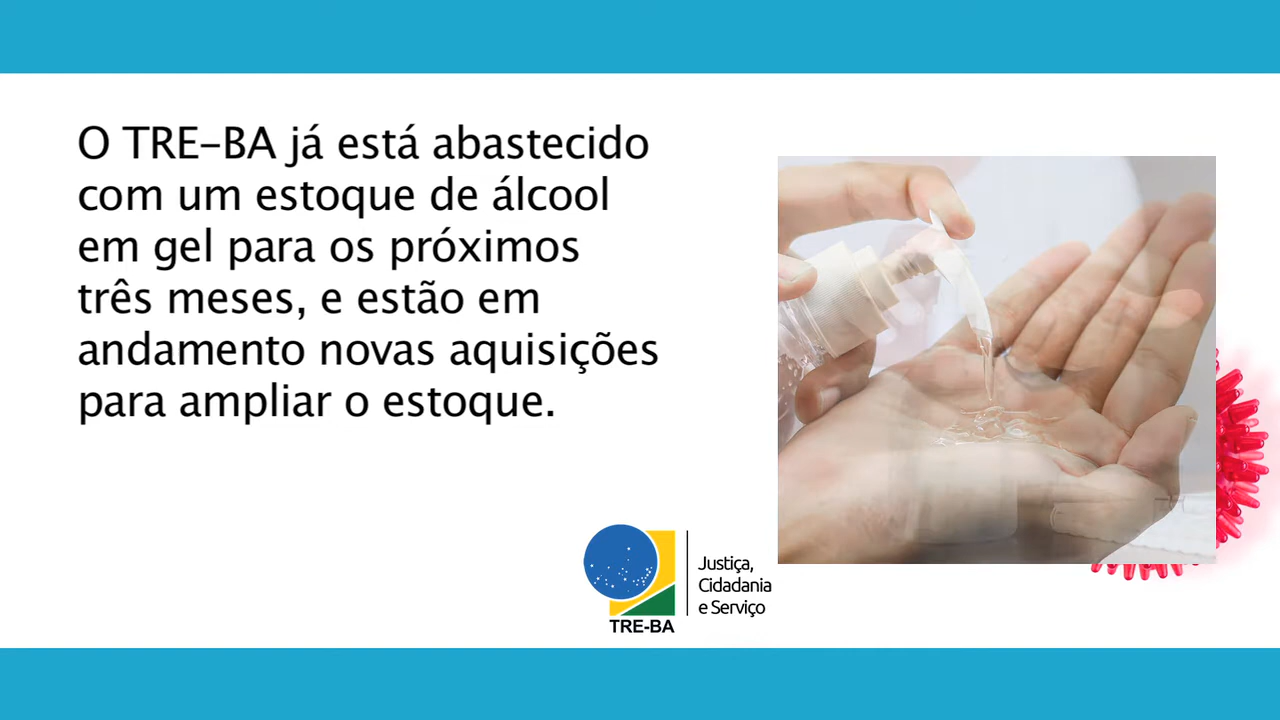 O TRE-BA já está abastecido
com um estoque de álcool
em gel para os próximos
três meses, e estão em
andamento novas aquisições
para ampliar o estoque.
Justiça,
Cidadania
e Serviço
TRE-BA